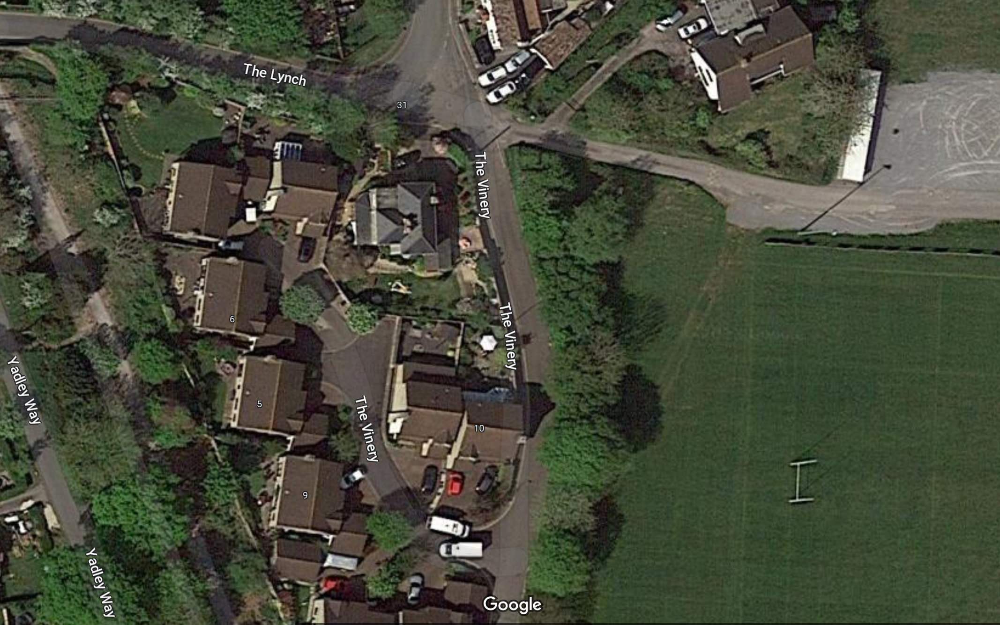 The Lynch
31
The Vinery
The Vinery
6
Yadley Way
5
The Vinery
10
9
Yadley Way
Google